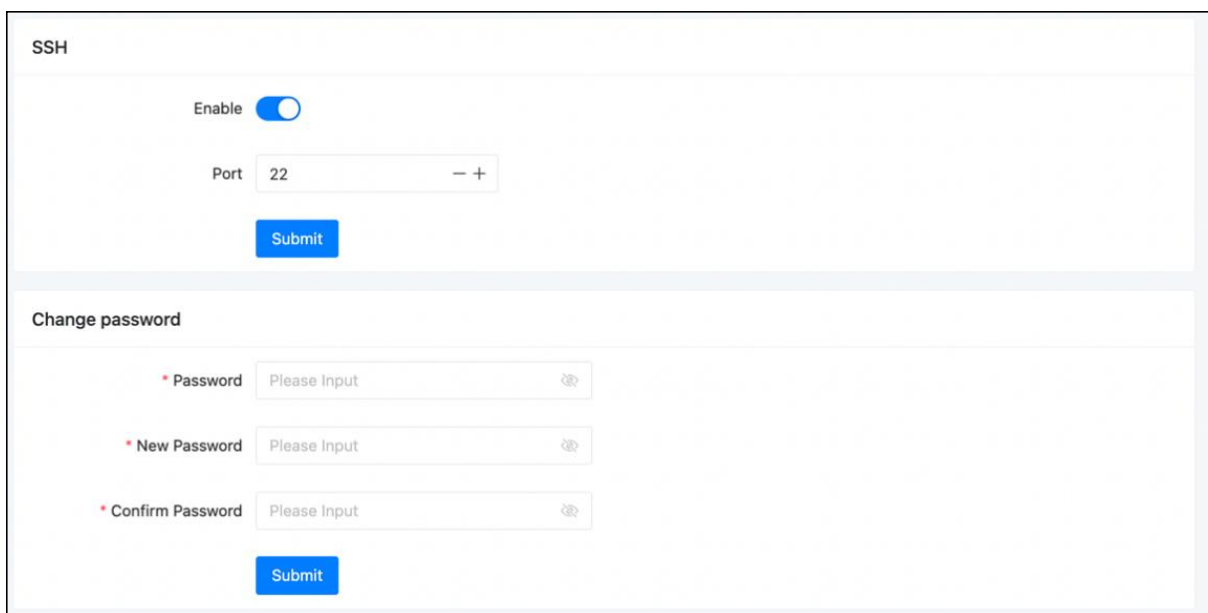 SSH
Enable
Port 22
Submit
Change password
* Password Please Input
* New Password Please Input
* Confirm Password Please Input
Submit